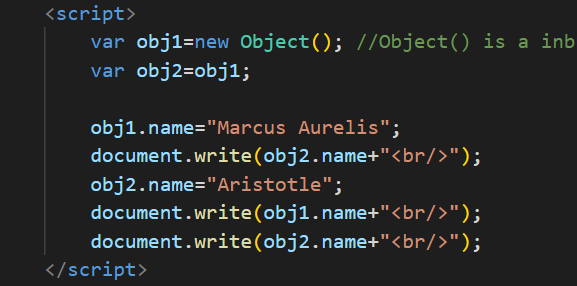 <script>
var obj1=new Object(); //Object() is a inb
var obj2=obj1;
obj1.name="Marcus Aurelis";
document.write(obj2.name+"<br/>");
obj2.name="Aristotle";
document.write(obj1.name+"<br/>");
document.write(obj2.name+"<br/>");
</script>